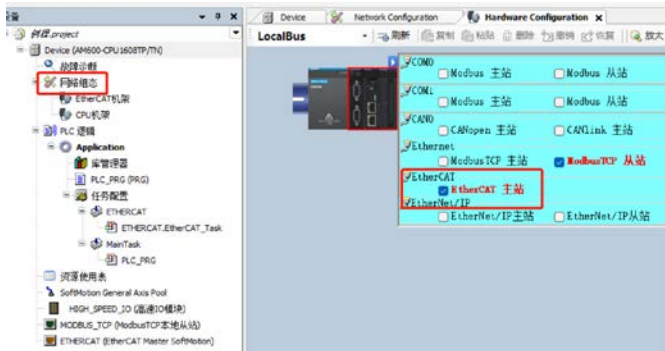 Device
Network Configuration
Hardware Configuration
LocalBus
刷新
复制
粘贴
删除
撤销
恢复
放大
例程.project
Device (AM600-CPU1608TP/TN)
故障诊断
网络组态
EtherCAT机架
CPU机架
PLC 逻辑
Application
库管理器
PLC_PRG (PRG)
任务配置
ETHERCAT
ETHERCAT.EtherCAT_Task
MainTask
PLC_PRG
资源使用表
SoftMotion General Axis Pool
HIGH_SPEED_IO (高速IO模块)
MODBUS_TCP (ModbusTCP本地从站)
ETHERCAT (EtherCAT Master SoftMotion)
COM0
Modbus 主站 Modbus 从站
COM1
Modbus 主站 Modbus 从站
CAN0
CANopen 主站 CANlink 主站
Ethernet
ModbusTCP 主站 ModbusTCP 从站
EtherCAT
EtherCAT 主站
EtherNet/IP
EtherNet/IP主站 EtherNet/IP从站